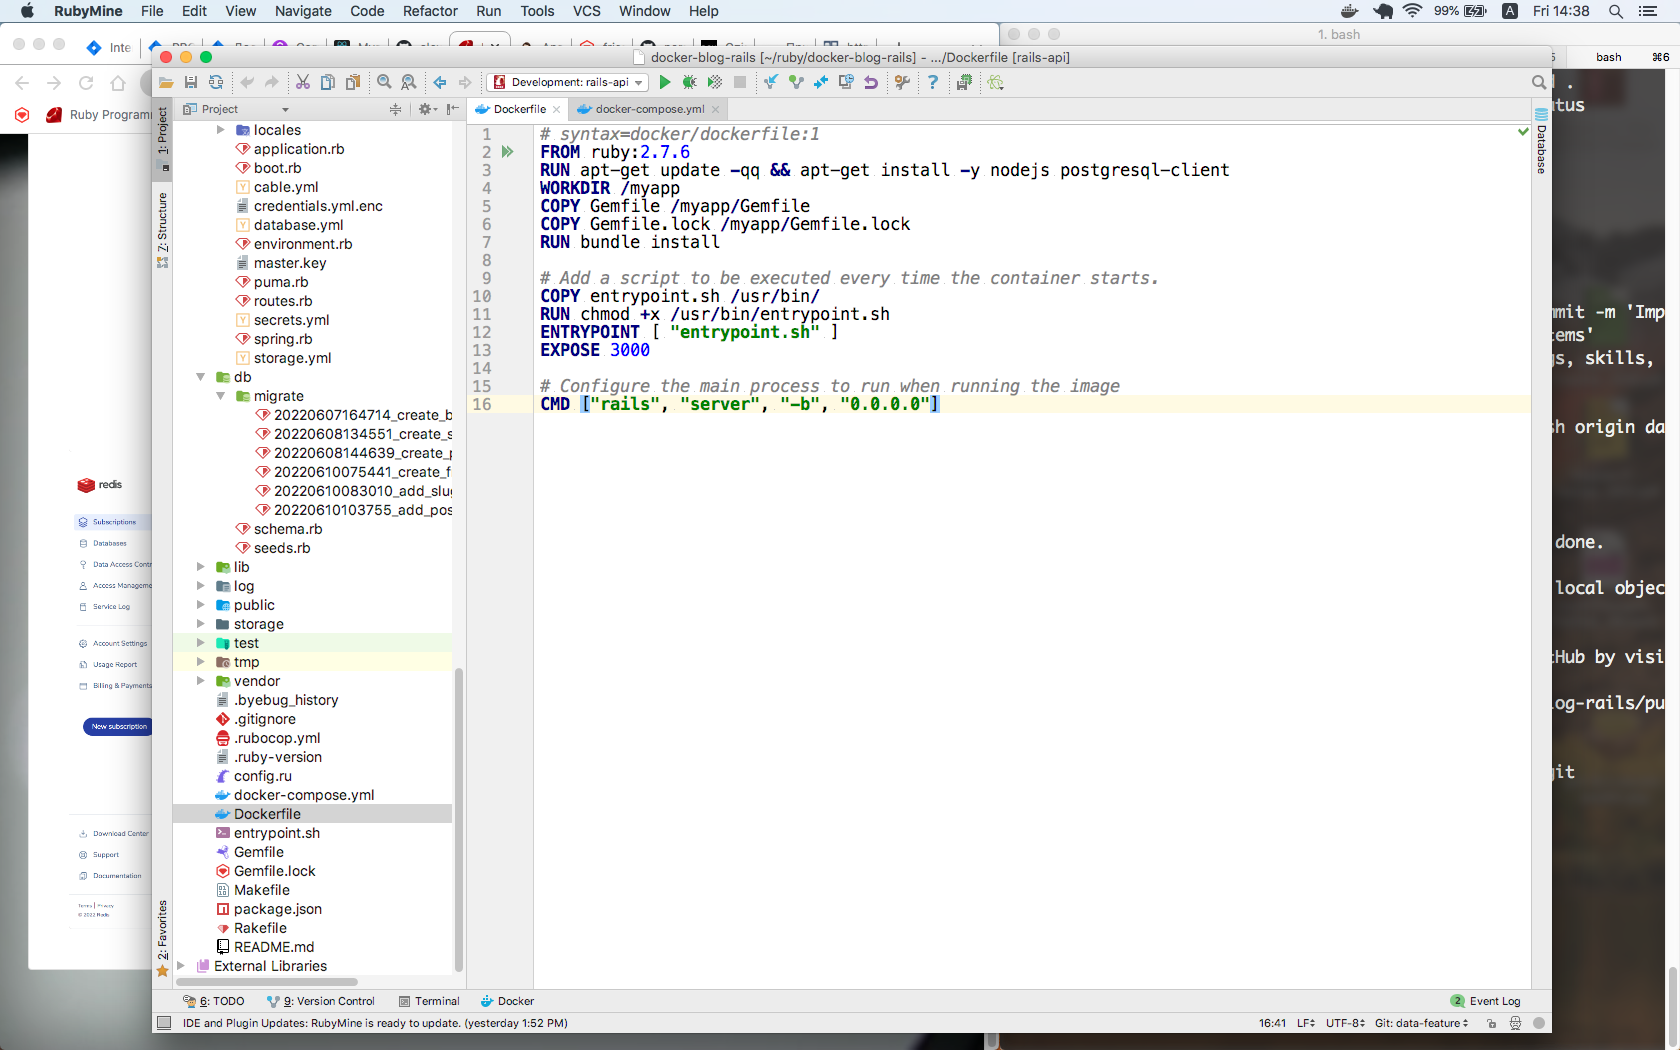 RubyMine File Edit View Navigate Code Refactor Run Tools VCS Window Help
99% A Fri 14:38
Inte
1. bash
docker-blog-rails [~/ruby/docker-blog-rails] - .../Dockerfile [rails-api]
bash ⌘6
Development: rails-api
Ruby Programm
Project
Dockerfile
docker-compose.yml
1: Project
7: Structure
2: Favorites
Database
locales
application.rb
boot.rb
cable.yml
credentials.yml.enc
database.yml
environment.rb
master.key
puma.rb
routes.rb
secrets.yml
spring.rb
storage.yml
db
migrate
20220607164714_create_b
20220608134551_create_s
20220608144639_create_p
20220610075441_create_f
20220610083010_add_slug
20220610103755_add_pos
schema.rb
seeds.rb
lib
log
public
storage
test
tmp
vendor
.byebug_history
.gitignore
.rubocop.yml
.ruby-version
config.ru
docker-compose.yml
Dockerfile
entrypoint.sh
Gemfile
Gemfile.lock
Makefile
package.json
Rakefile
README.md
External Libraries
1 # syntax=docker/dockerfile:1
2 FROM ruby:2.7.6
3 RUN apt-get update -qq && apt-get install -y nodejs postgresql-client
4 WORKDIR /myapp
5 COPY Gemfile /myapp/Gemfile
6 COPY Gemfile.lock /myapp/Gemfile.lock
7 RUN bundle install
8
9 # Add a script to be executed every time the container starts.
10 COPY entrypoint.sh /usr/bin/
11 RUN chmod +x /usr/bin/entrypoint.sh
12 ENTRYPOINT [ "entrypoint.sh" ]
13 EXPOSE 3000
14
15 # Configure the main process to run when running the image
16 CMD ["rails", "server", "-b", "0.0.0.0"]
redis
Subscriptions
Databases
Data Access Contr
Access Manageme
Service Log
Account Settings
Usage Report
Billing & Payments
New subscription
Download Center
Support
Documentation
Terms | Privacy
© 2022 Redis
tus
mit -m 'Imp
tems'
s, skills,
h origin da
done.
local objec
tHub by visi
og-rails/pu
git
6: TODO 9: Version Control Terminal Docker
2 Event Log
IDE and Plugin Updates: RubyMine is ready to update. (yesterday 1:52 PM)
16:41 LF UTF-8 Git: data-feature